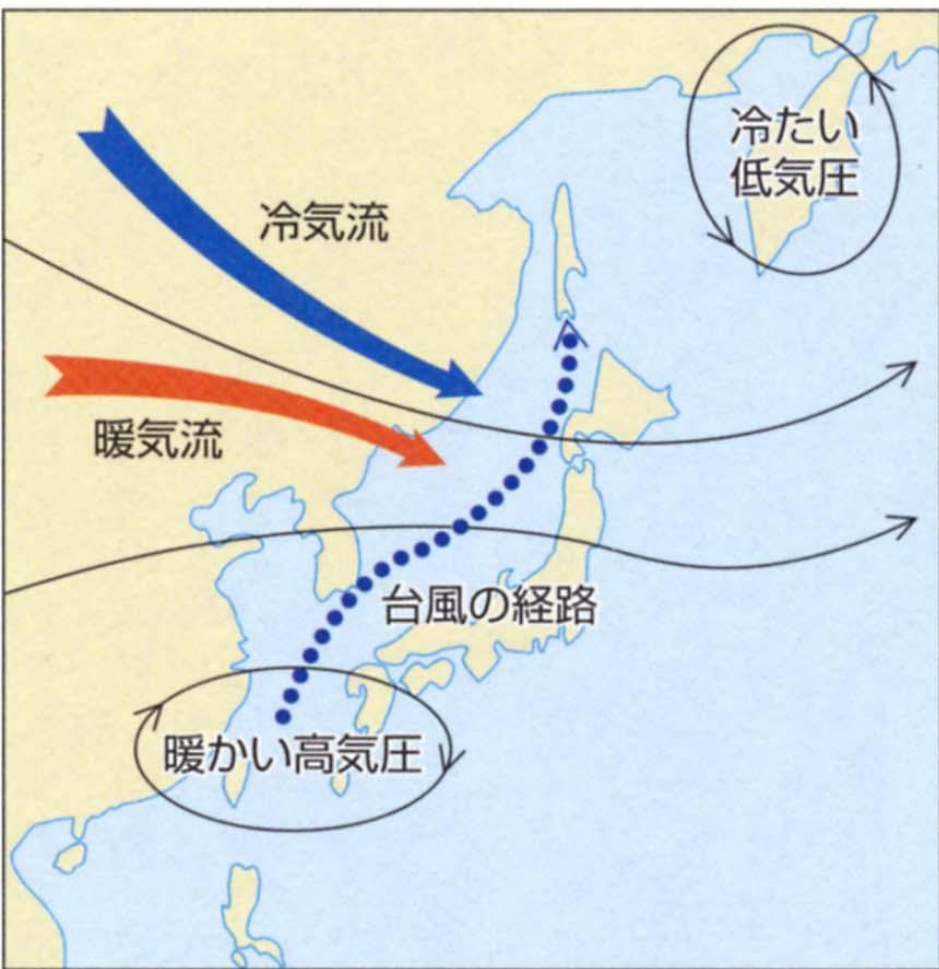 冷たい
低気圧
冷気流
暖気流
台風の経路
暖かい高気圧